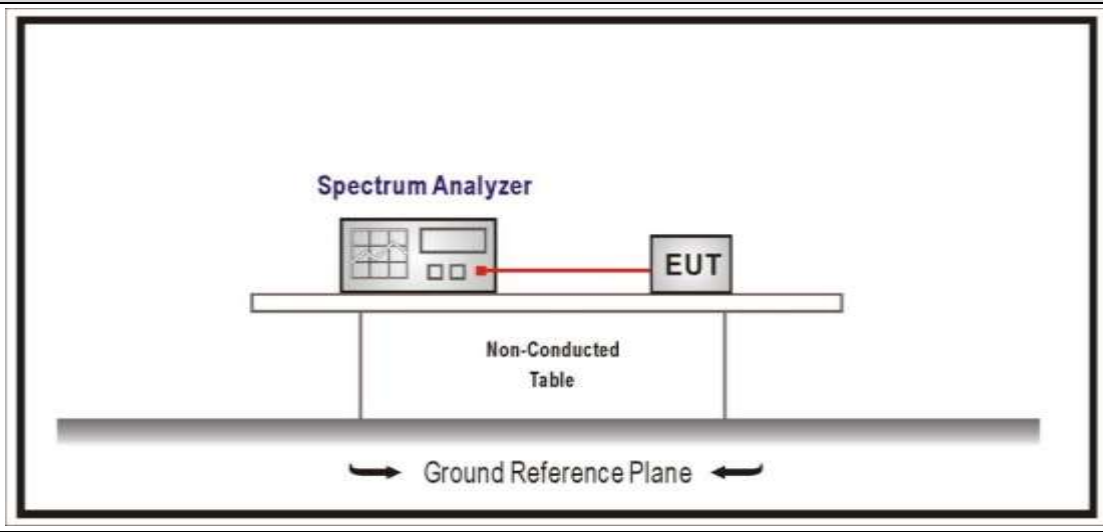 Spectrum Analyzer
EUT
Non-Conducted
Table
Ground Reference Plane